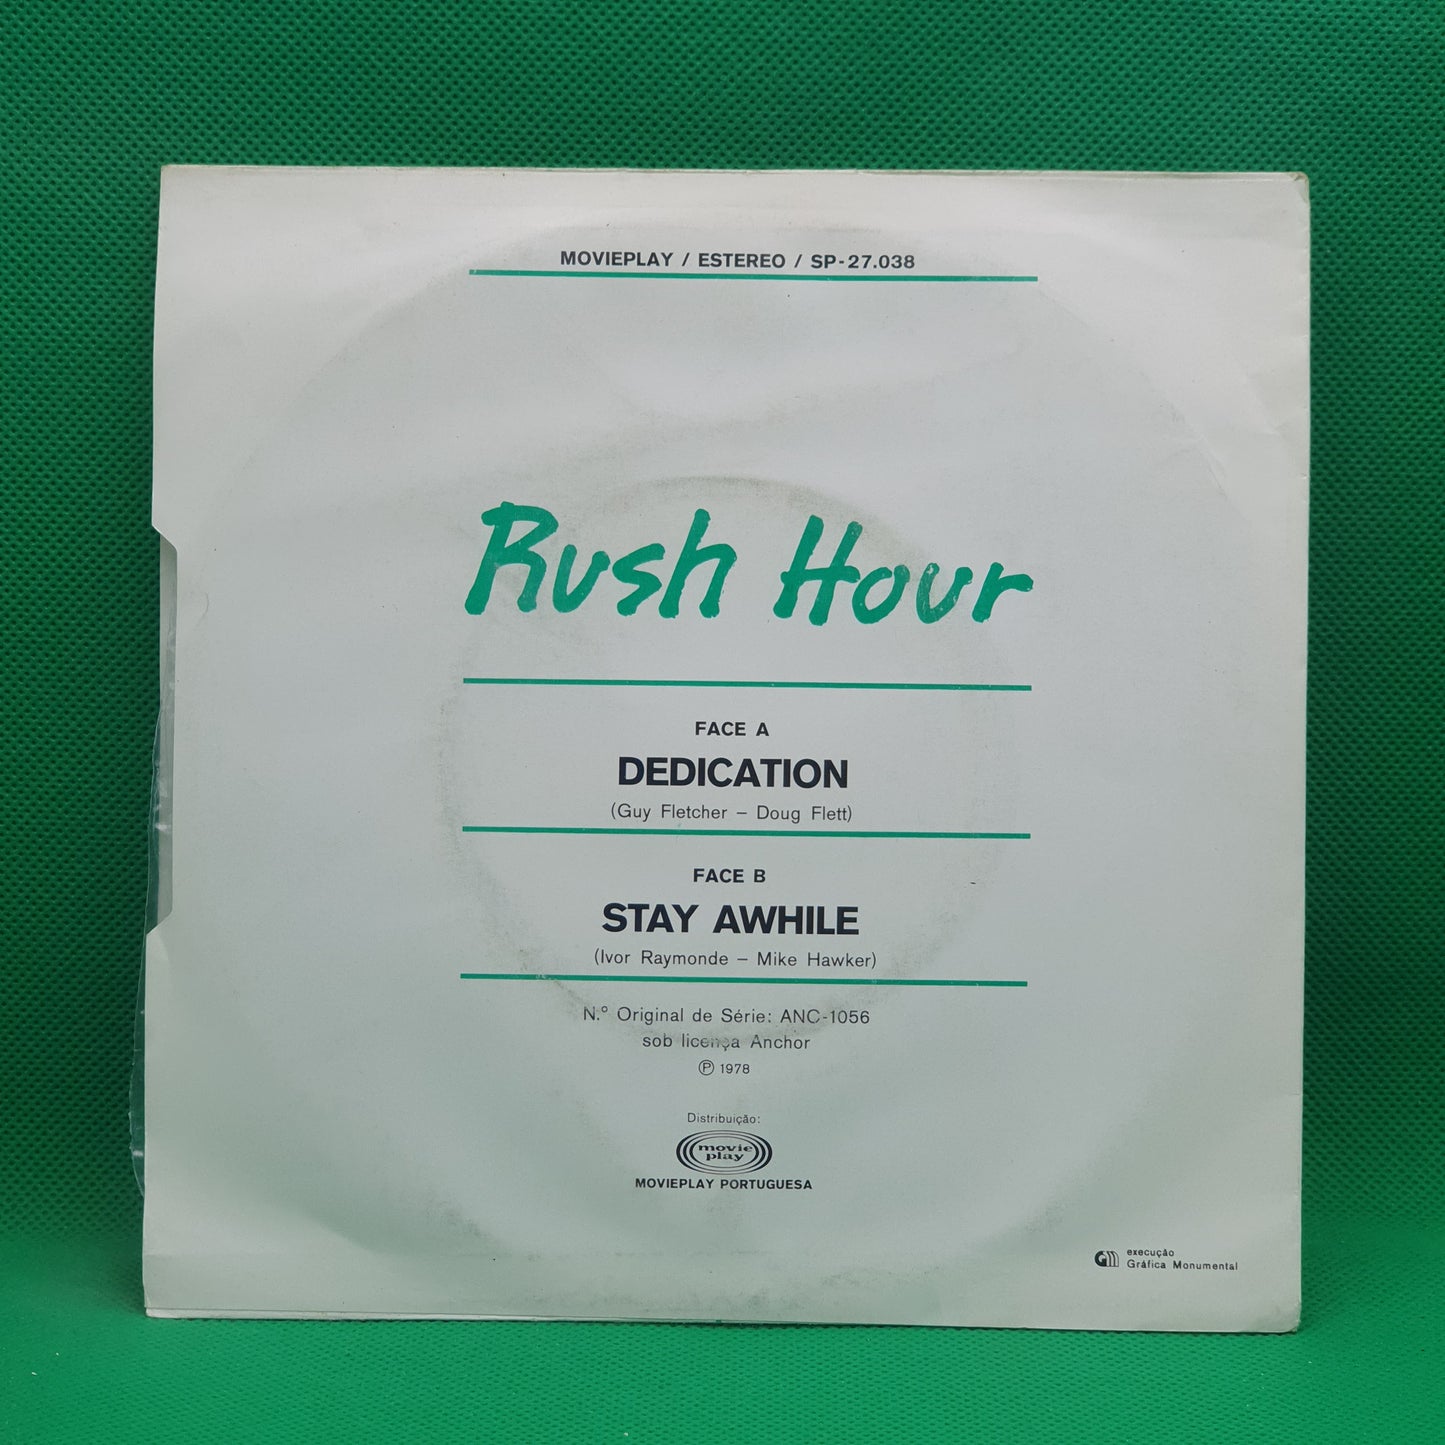 MOVIEPLAY / ESTEREO / SP-27.038
Rush Hour
FACE A
DEDICATION
(Guy Fletcher – Doug Flett)
FACE B
STAY AWHILE
(Ivor Raymonde – Mike Hawker)
N.º Original de Série: ANC-1056
sob licença Anchor
℗ 1978
Distribuição:
movie
play
MOVIEPLAY PORTUGUESA
GM execução
Gráfica Monumental